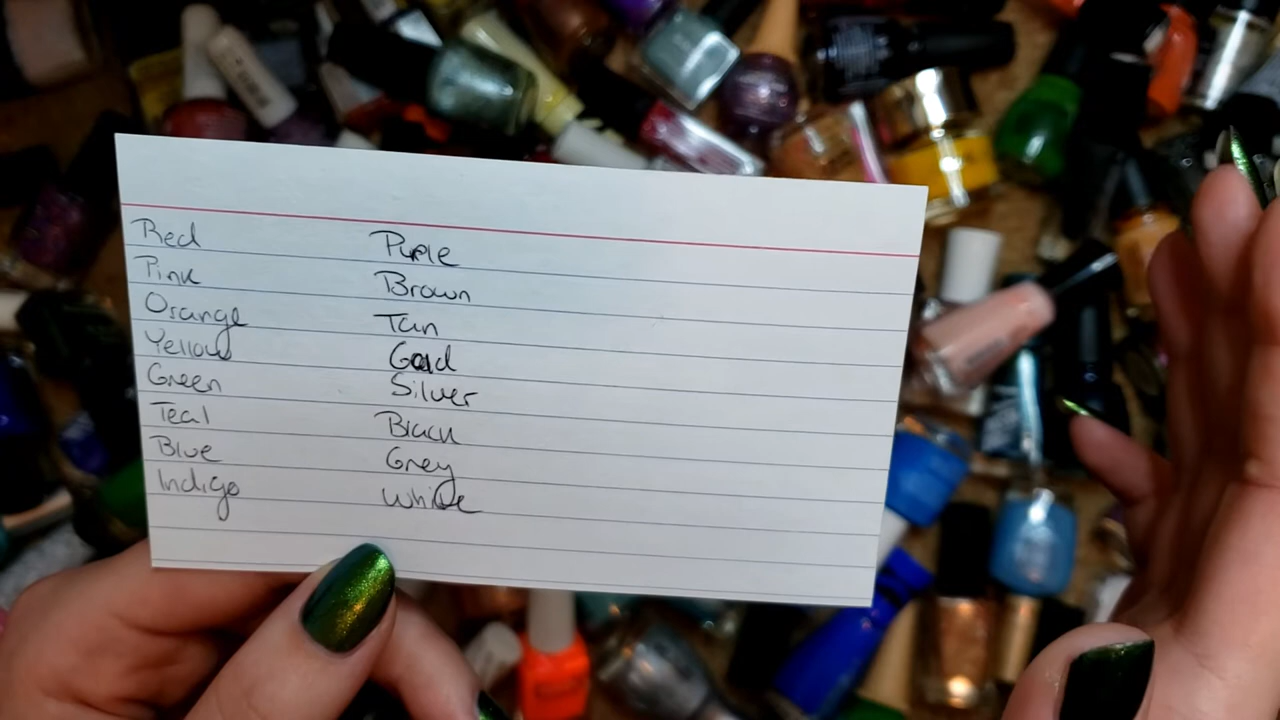 Red
Pink
Orange
Yellow
Green
Teal
Blue
Indigo
Purple
Brown
Tan
Gold
Silver
Black
Grey
White